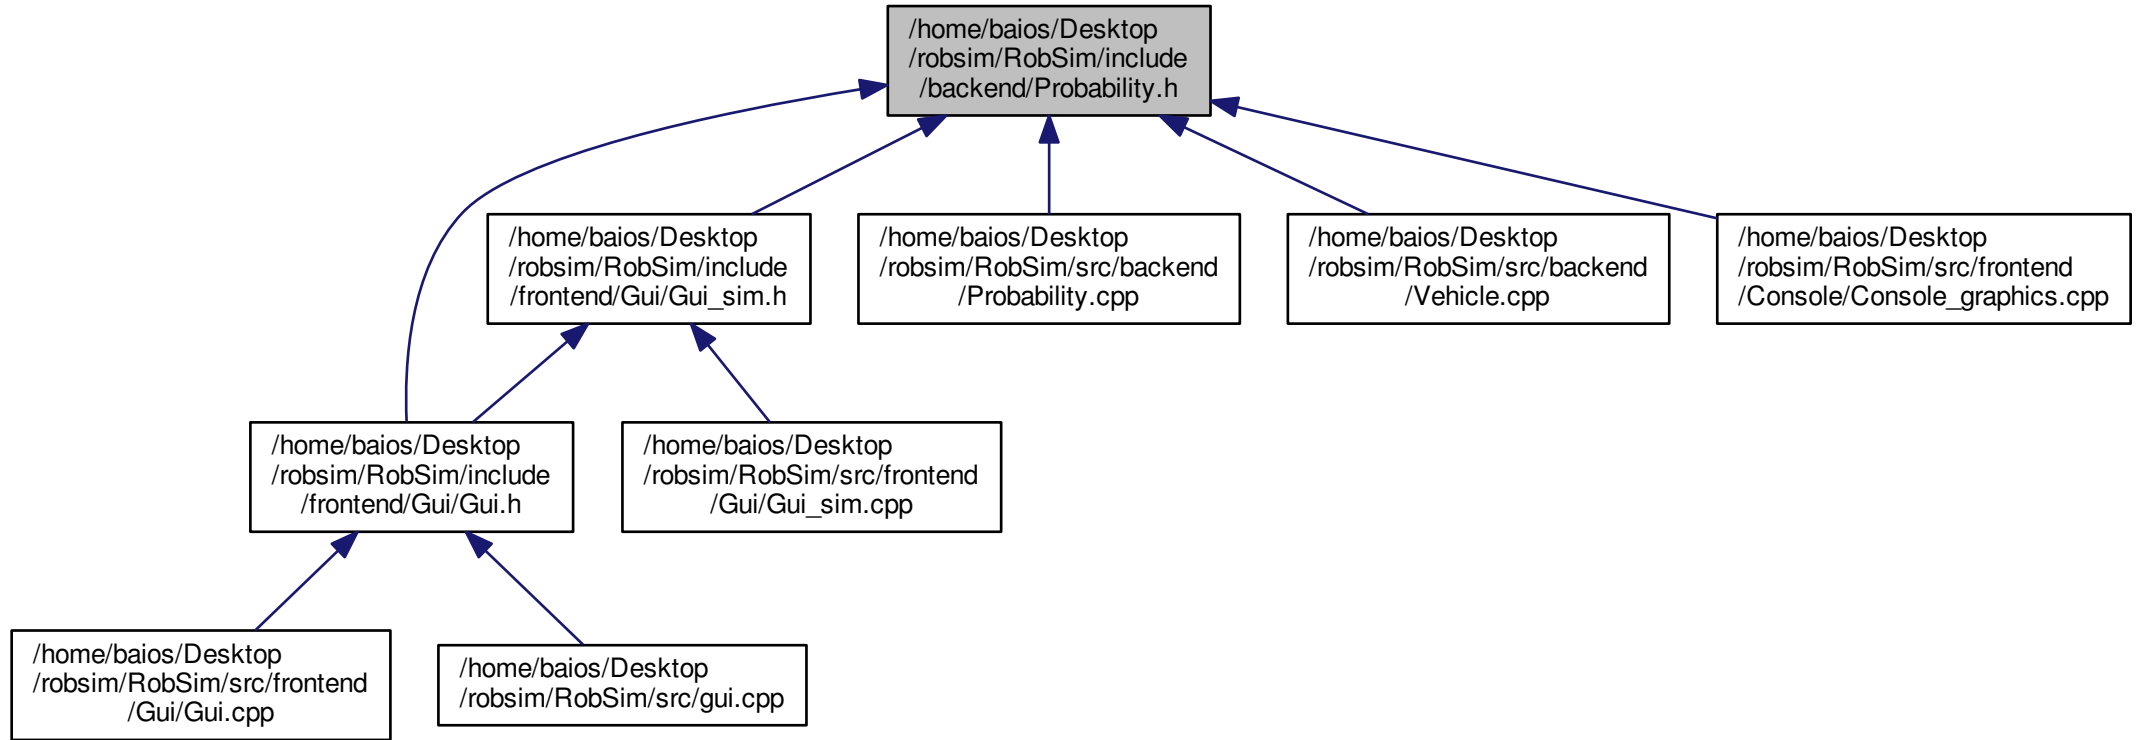 /home/baios/Desktop
/robsim/RobSim/include
/backend/Probability.h
/home/baios/Desktop
/robsim/RobSim/include
/frontend/Gui/Gui_sim.h
/home/baios/Desktop
/robsim/RobSim/src/backend
/Probability.cpp
/home/baios/Desktop
/robsim/RobSim/src/backend
/Vehicle.cpp
/home/baios/Desktop
/robsim/RobSim/src/frontend
/Console/Console_graphics.cpp
/home/baios/Desktop
/robsim/RobSim/include
/frontend/Gui/Gui.h
/home/baios/Desktop
/robsim/RobSim/src/frontend
/Gui/Gui_sim.cpp
/home/baios/Desktop
/robsim/RobSim/src/frontend
/Gui/Gui.cpp
/home/baios/Desktop
/robsim/RobSim/src/gui.cpp